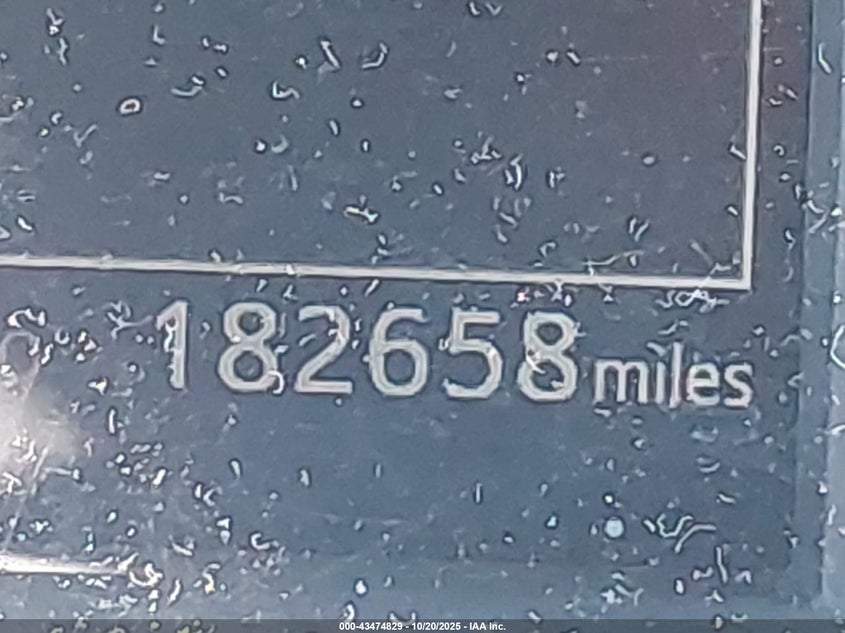 182658 miles
000-43474829 - 10/20/2025 - IAA Inc.